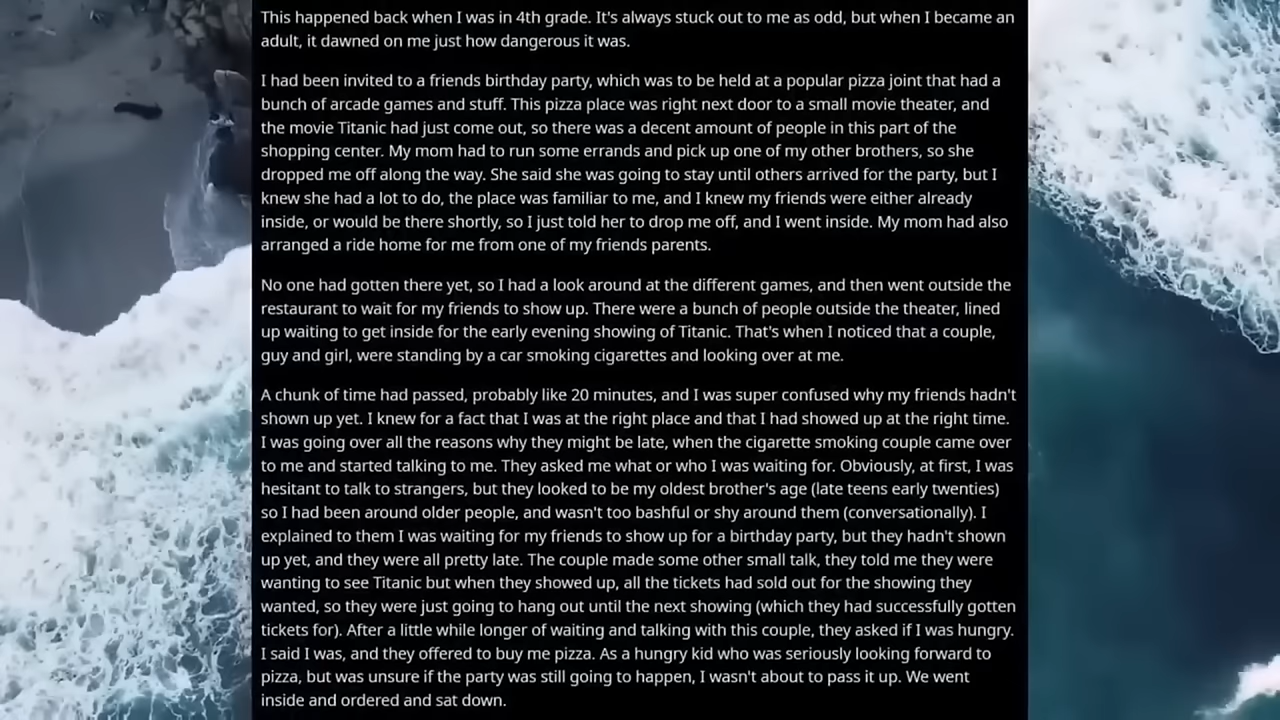 This happened back when I was in 4th grade. It's always stuck out to me as odd, but when I became an
adult, it dawned on me just how dangerous it was.
I had been invited to a friends birthday party, which was to be held at a popular pizza joint that had a
bunch of arcade games and stuff. This pizza place was right next door to a small movie theater, and
the movie Titanic had just come out, so there was a decent amount of people in this part of the
shopping center. My mom had to run some errands and pick up one of my other brothers, so she
dropped me off along the way. She said she was going to stay until others arrived for the party, but I
knew she had a lot to do, the place was familiar to me, and I knew my friends were either already
inside, or would be there shortly, so I just told her to drop me off, and I went inside. My mom had also
arranged a ride home for me from one of my friends parents.
No one had gotten there yet, so I had a look around at the different games, and then went outside the
restaurant to wait for my friends to show up. There were a bunch of people outside the theater, lined
up waiting to get inside for the early evening showing of Titanic. That's when I noticed that a couple,
guy and girl, were standing by a car smoking cigarettes and looking over at me.
A chunk of time had passed, probably like 20 minutes, and I was super confused why my friends hadn't
shown up yet. I knew for a fact that I was at the right place and that I had showed up at the right time.
I was going over all the reasons why they might be late, when the cigarette smoking couple came over
to me and started talking to me. They asked me what or who I was waiting for. Obviously, at first, I was
hesitant to talk to strangers, but they looked to be my oldest brother's age (late teens early twenties)
so I had been around older people, and wasn't too bashful or shy around them (conversationally). I
explained to them I was waiting for my friends to show up for a birthday party, but they hadn't shown
up yet, and they were all pretty late. The couple made some other small talk, they told me they were
wanting to see Titanic but when they showed up, all the tickets had sold out for the showing they
wanted, so they were just going to hang out until the next showing (which they had successfully gotten
tickets for). After a little while longer of waiting and talking with this couple, they asked if I was hungry.
I said I was, and they offered to buy me pizza. As a hungry kid who was seriously looking forward to
pizza, but was unsure if the party was still going to happen, I wasn't about to pass it up. We went
inside and ordered and sat down.